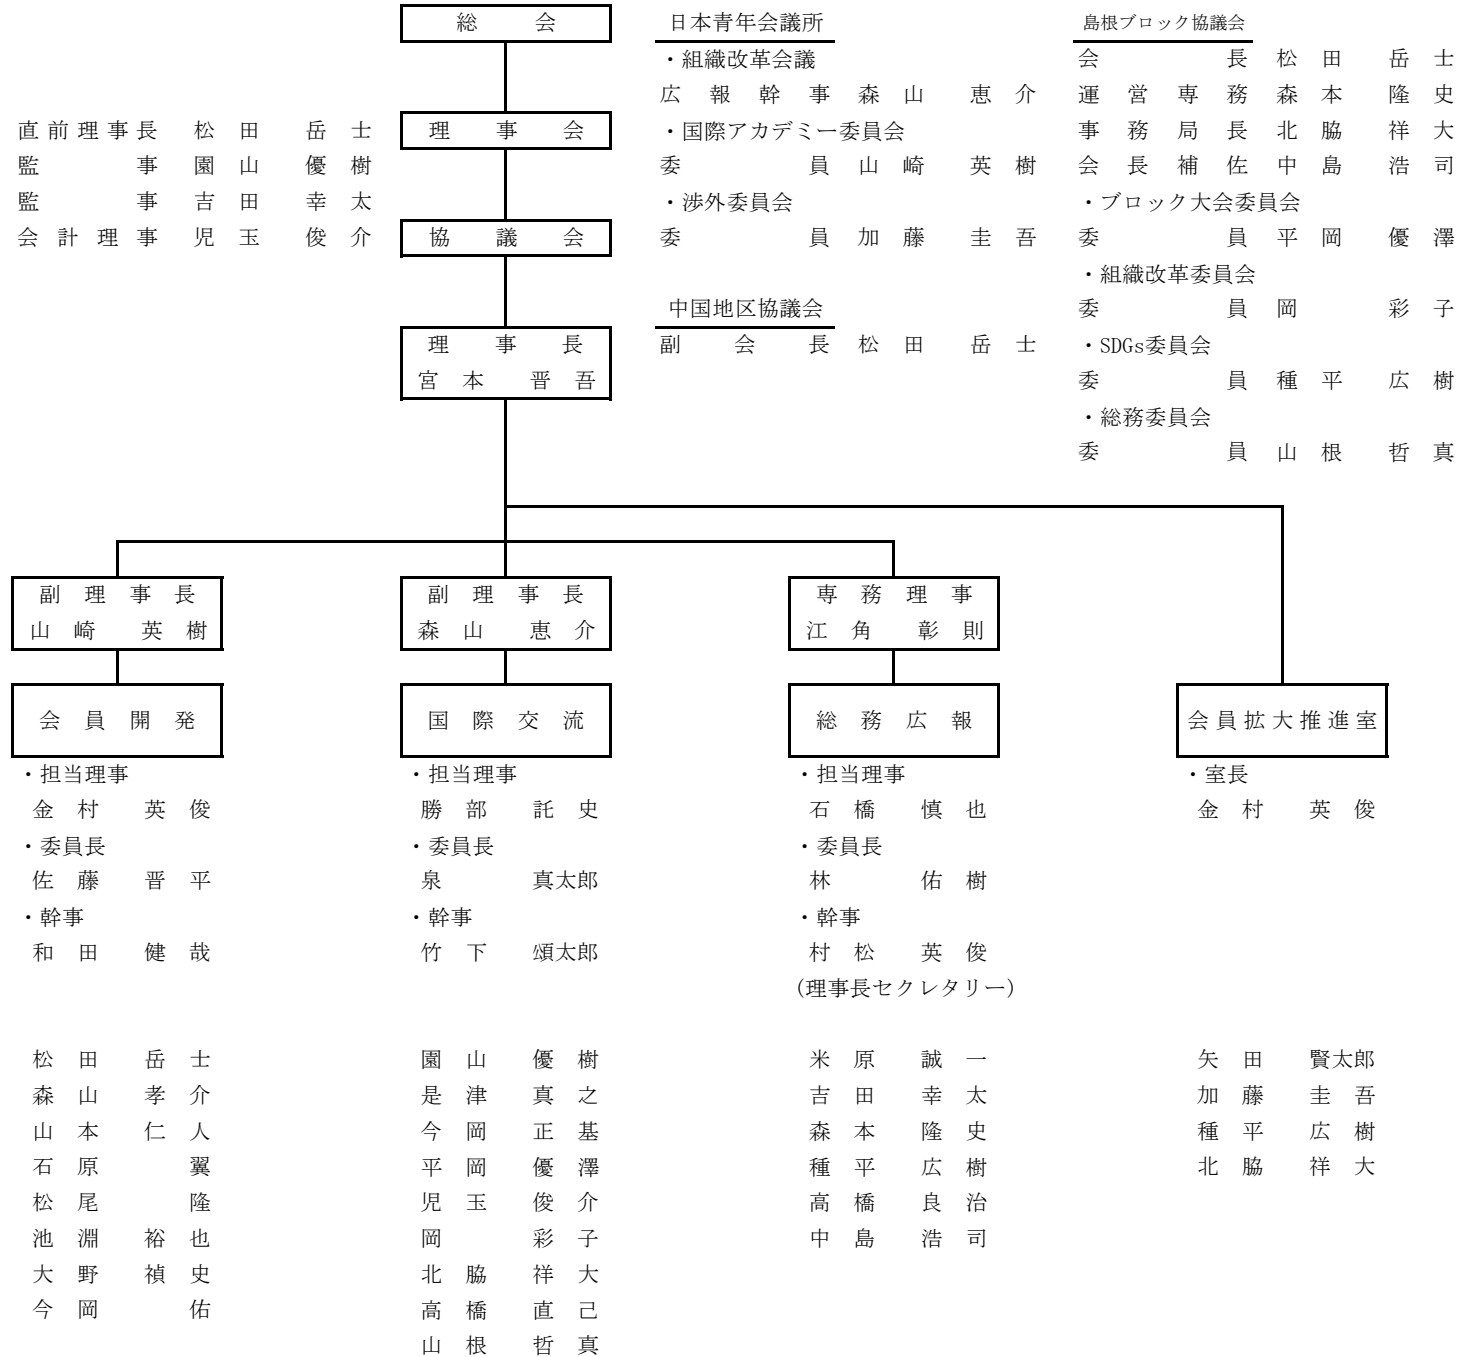 総会
理事会
直前理事長 松田 岳士
監事 園山 優樹
監事 吉田 幸太
会計理事 児玉 俊介
協議会
理事長
宮本 晋吾
日本青年会議所
・組織改革会議
広報幹事 森山 恵介
・国際アカデミー委員会
委員 山崎 英樹
・渉外委員会
委員 加藤 圭吾
中国地区協議会
副会長 松田 岳士
島根ブロック協議会
会長 松田 岳士
運営専務 森本 隆史
事務局長 北脇 祥大
会長補佐 中島 浩司
・ブロック大会委員会
委員 平岡 優澤
・組織改革委員会
委員 岡 彩子
・SDGs委員会
委員 種平 広樹
・総務委員会
委員 山根 哲真
副理事長
山崎 英樹
会員開発
・担当理事
金村 英俊
・委員長
佐藤 晋平
・幹事
和田 健哉
松田 岳士
森山 孝介
山本 仁人
石原 翼
松尾 隆
池淵 裕也
大野 禎史
今岡 佑
副理事長
森山 恵介
国際交流
・担当理事
勝部 託史
・委員長
泉 真太郎
・幹事
竹下 頌太郎
園山 優樹
是津 真之
今岡 正基
平岡 優澤
児玉 俊介
岡 彩子
北脇 祥大
高橋 直己
山根 哲真
専務理事
江角 彰則
総務広報
・担当理事
石橋 慎也
・委員長
林 佑樹
・幹事
村松 英俊
(理事長セクレタリー)
米原 誠一
吉田 幸太
森本 隆史
種平 広樹
高橋 良治
中島 浩司
会員拡大推進室
・室長
金村 英俊
矢田 賢太郎
加藤 圭吾
種平 広樹
北脇 祥大